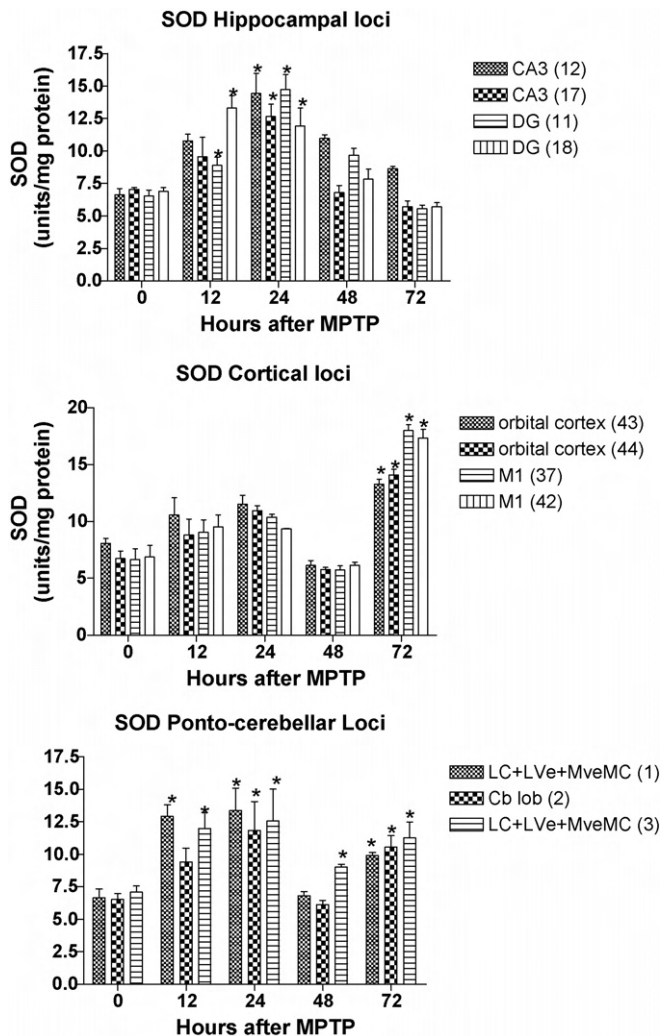 SOD Hippocampal loci
17.5
15.0
12.5
10.0
7.5
5.0
2.5
0.0
SOD
(units/mg protein)
* * * * * *
0 12 24 48 72
Hours after MPTP
CA3 (12)
CA3 (17)
DG (11)
DG (18)
SOD Cortical loci
20
15
10
5
0
SOD
(units/mg protein)
* * * *
0 12 24 48 72
Hours after MPTP
orbital cortex (43)
orbital cortex (44)
M1 (37)
M1 (42)
SOD Ponto-cerebellar Loci
17.5
15.0
12.5
10.0
7.5
5.0
2.5
0.0
* * * * * * * * *
0 12 24 48 72
Hours after MPTP
LC+LVe+MveMC (1)
Cb lob (2)
LC+LVe+MveMC (3)